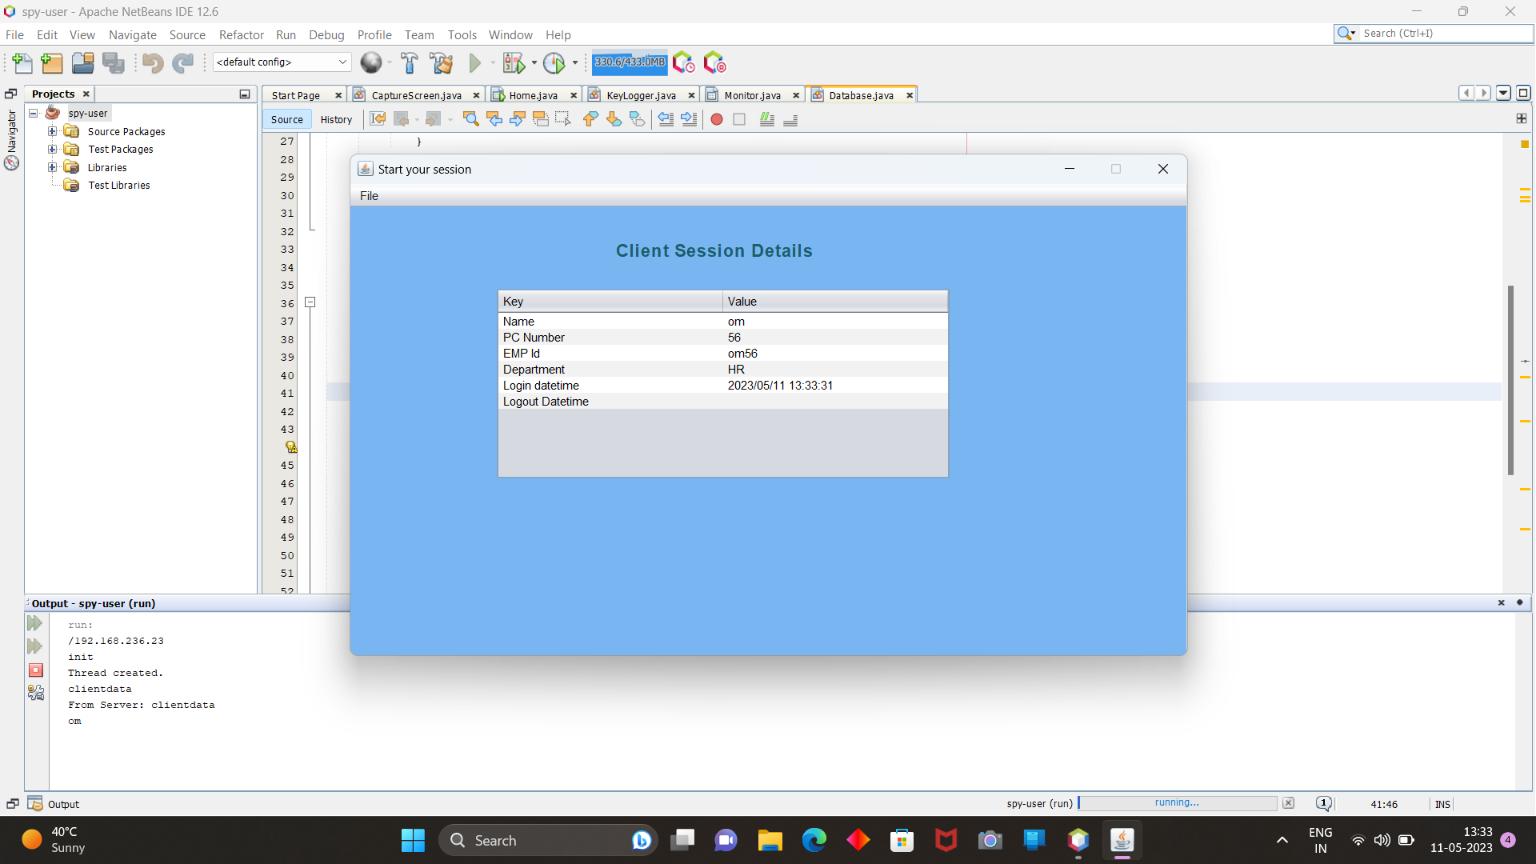 spy-user - Apache NetBeans IDE 12.6
File Edit View Navigate Source Refactor Run Debug Profile Team Tools Window Help
Search (Ctrl+I)
<default config>
330.6/433.0MB
Projects
Start Page CaptureScreen.java Home.java KeyLogger.java Monitor.java Database.java
Navigator
spy-user
Source Packages
Test Packages
Libraries
Test Libraries
Source History
27 }
28
29
30
31
32
33
34
35
36
37
38
39
40
41
42
43
45
46
47
48
49
50
51
52
Start your session
File
Client Session Details
Key Value
Name om
PC Number 56
EMP Id om56
Department HR
Login datetime 2023/05/11 13:33:31
Logout Datetime
Output - spy-user (run)
run:
/192.168.236.23
init
Thread created.
clientdata
From Server: clientdata
om
Output
spy-user (run) running... 1 41:46 INS
40°C
Sunny
Search
ENG
IN
13:33
11-05-2023
4